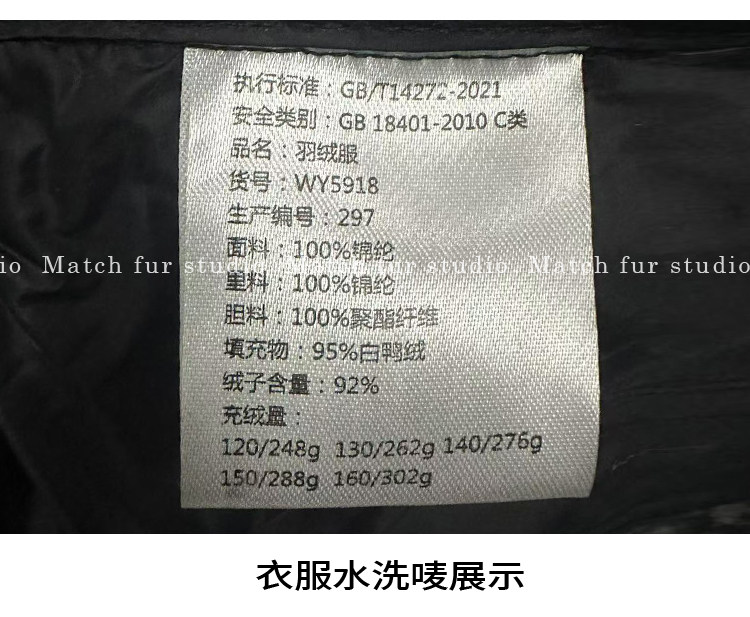 执行标准：GB/T14272-2021
安全类别：GB 18401-2010 C类
品名：羽绒服
货号：WY5918
生产编号：297
面料：100%锦纶
io Match fur studio Match fur studio Match fur studio
里料：100%锦纶
胆料：100%聚酯纤维
填充物：95%白鸭绒
绒子含量：92%
充绒量：
120/248g 130/262g 140/276g
150/288g 160/302g
衣服水洗唛展示